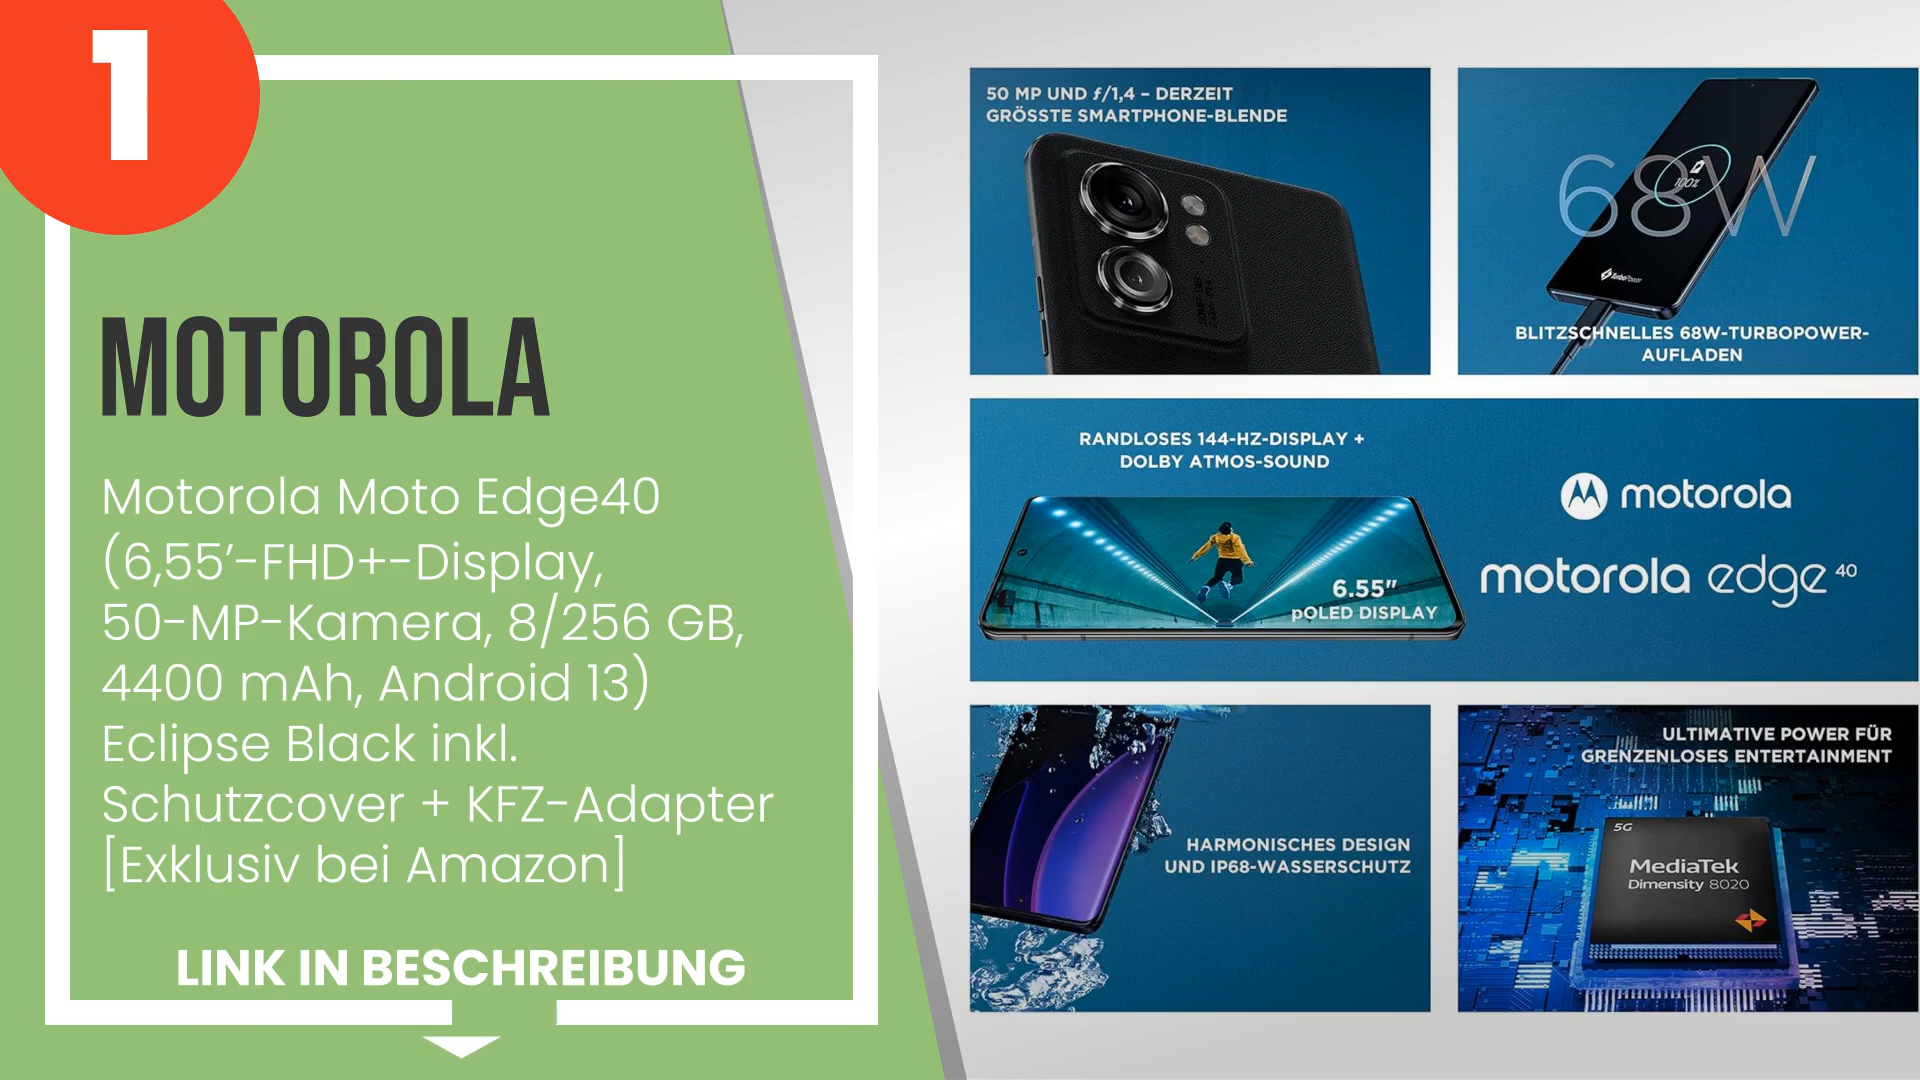 1
MOTOROLA
Motorola Moto Edge40
(6,55’-FHD+-Display,
50-MP-Kamera, 8/256 GB,
4400 mAh, Android 13)
Eclipse Black inkl.
Schutzcover + KFZ-Adapter
[Exklusiv bei Amazon]
LINK IN BESCHREIBUNG
50 MP UND ƒ/1,4 – DERZEIT
GRÖSSTE SMARTPHONE-BLENDE
68W
100%
TurboPower
BLITZSCHNELLES 68W-TURBOPOWER-
AUFLADEN
RANDLOSES 144-HZ-DISPLAY +
DOLBY ATMOS-SOUND
6.55"
pOLED DISPLAY
motorola
motorola edge 40
HARMONISCHES DESIGN
UND IP68-WASSERSCHUTZ
ULTIMATIVE POWER FÜR
GRENZENLOSES ENTERTAINMENT
5G
MediaTek
Dimensity 8020